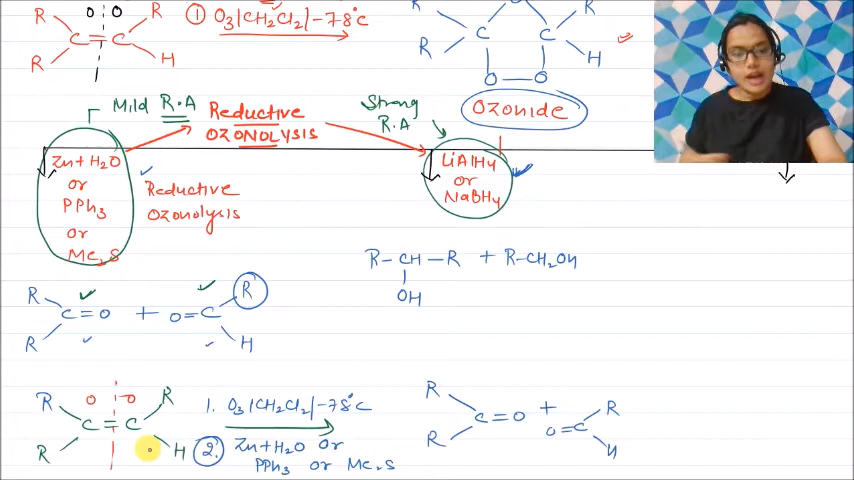 O O
R R
① O3|CH2Cl2|-78°C
C=C
R H
R
R C C H
O—O
Ozonide
Mild R.A
Reductive
OZONOLYSIS
Strong
R.A
Zn+H2O
or
PPh3
or
Me2S
Reductive
Ozonolysis
LiAlH4
or
NaBH4
R-CH-R + R-CH2OH
OH
R R
C=O + O=C
R H
R O O R
C=C
R H
1. O3|CH2Cl2|-78°C
2. Zn+H2O Or
PPh3 Or Me2S
R
C=O + O=C R
R H